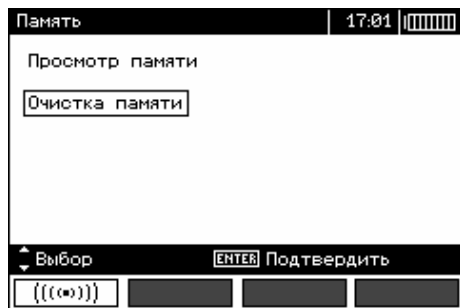 Память 17:01
Просмотр памяти
Очистка памяти
Выбор ENTER Подтвердить